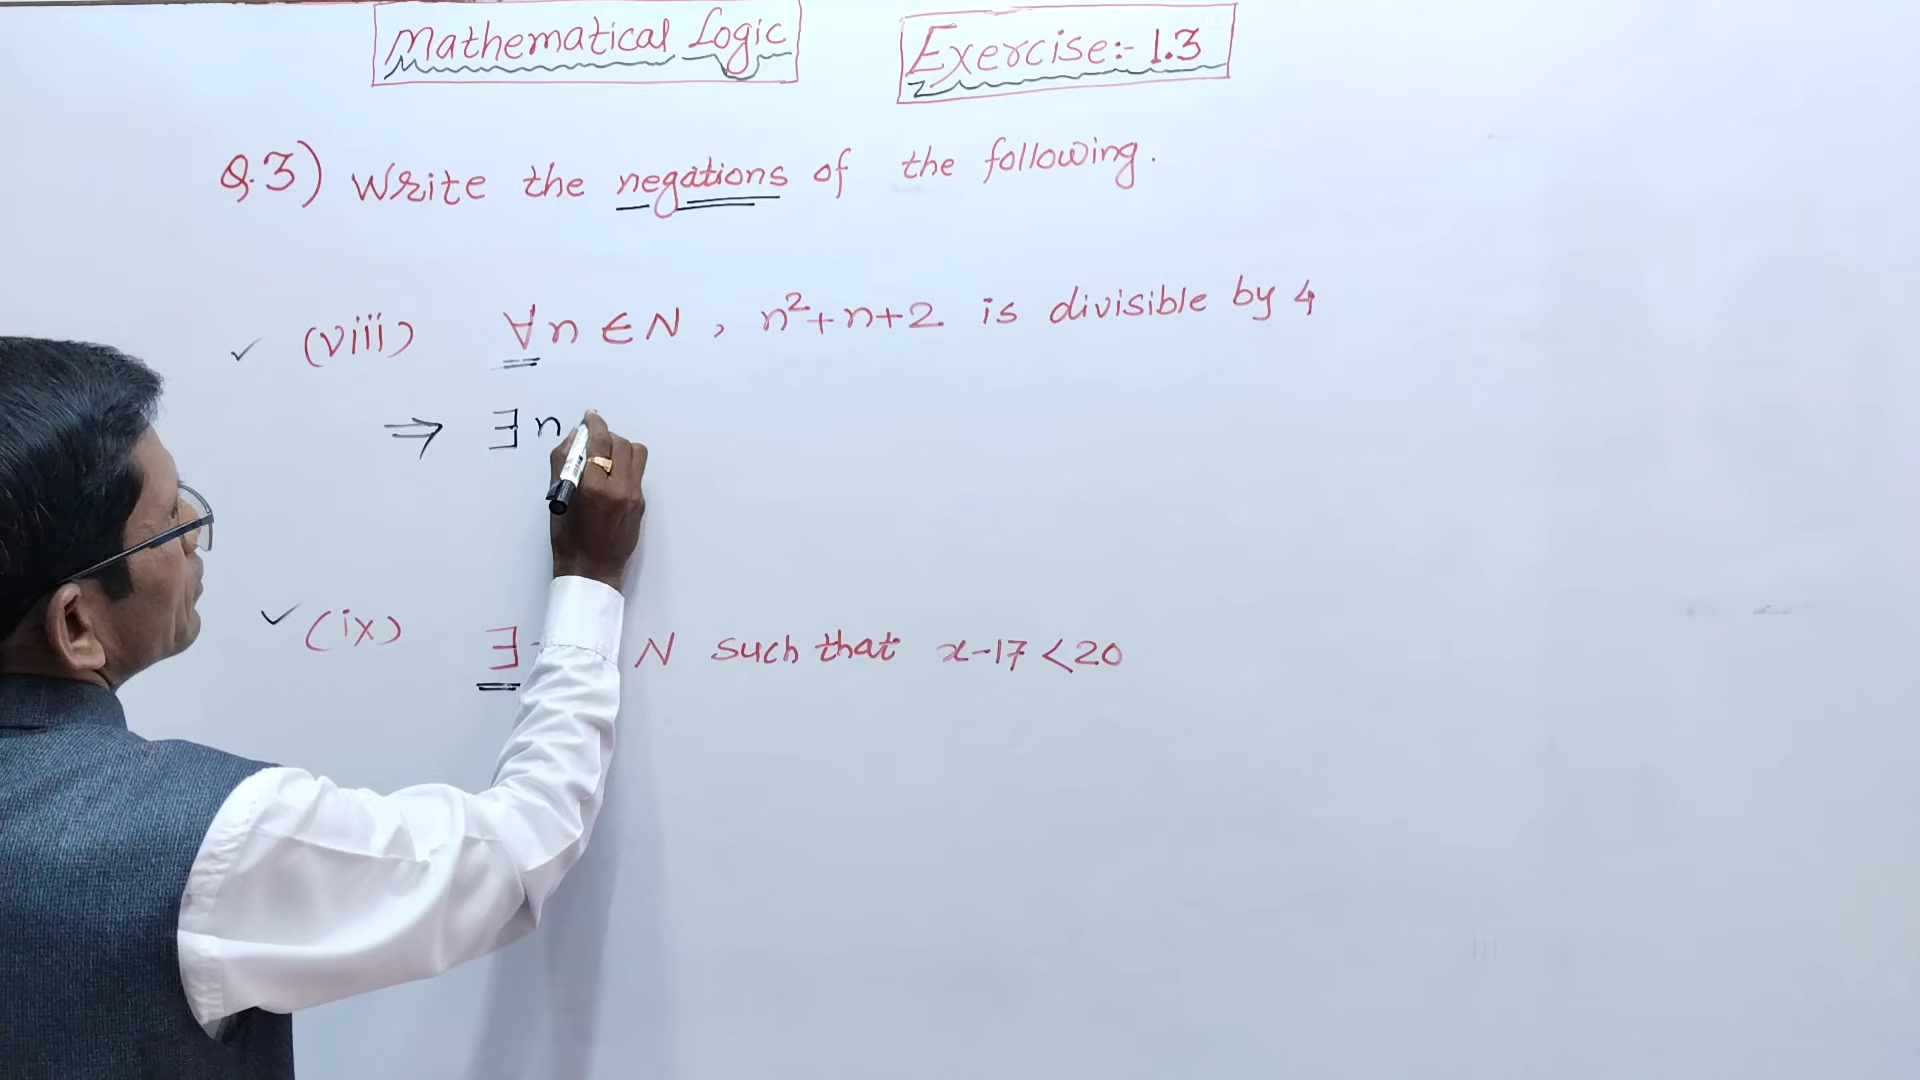 Mathematical Logic
Exercise:- 1.3
Q.3) Write the negations of the following.
(viii) ∀n ∈ N, n²+n+2 is divisible by 4
⇒ ∃n
(ix) ∃ N such that x-17<20